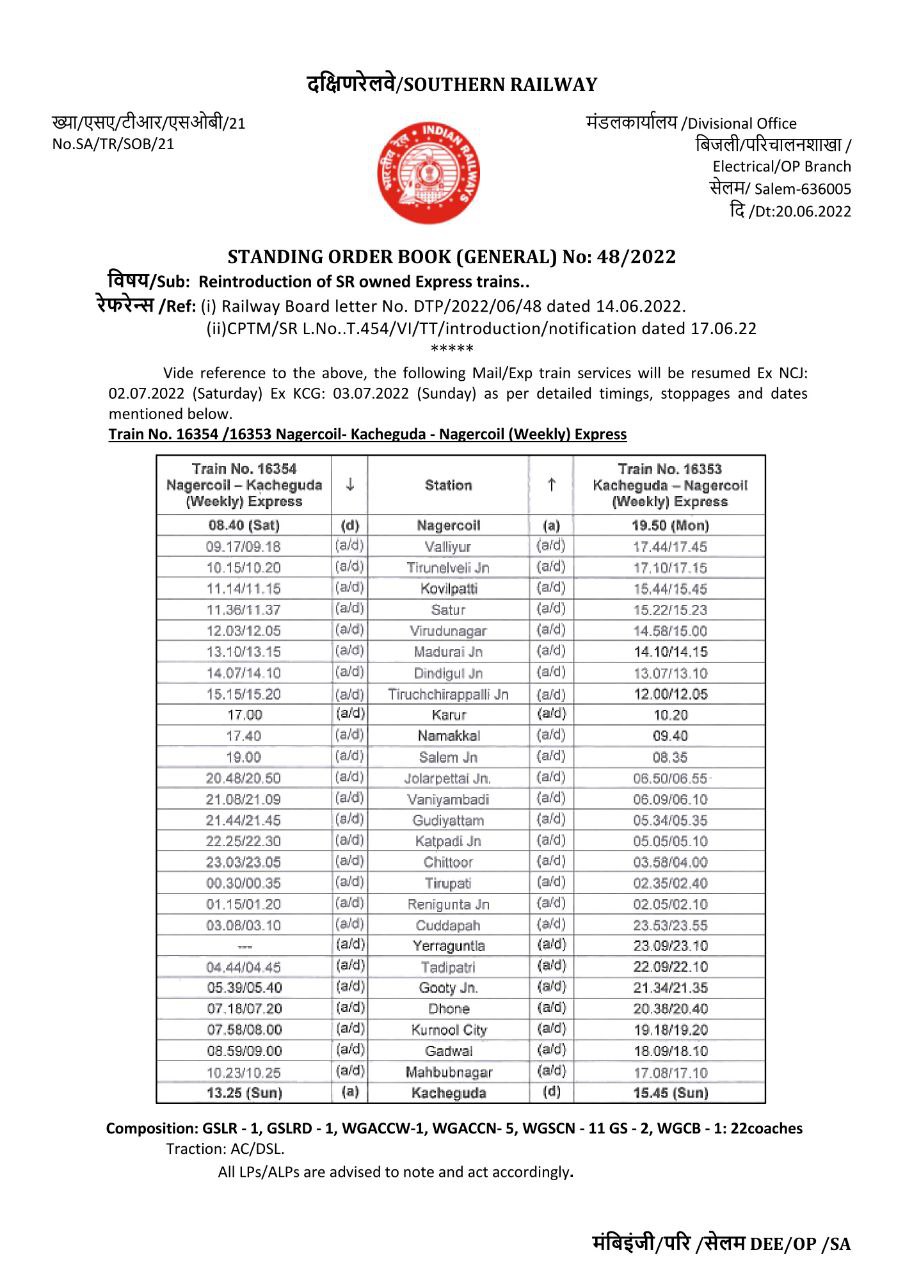 दक्षिणरेलवे/SOUTHERN RAILWAY
ख्या/एसए/टीआर/एसओबी/21
No.SA/TR/SOB/21
भारतीय रेल
INDIAN RAILWAYS
मंडलकार्यालय /Divisional Office
बिजली/परिचालनशाखा /
Electrical/OP Branch
सेलम/ Salem-636005
दि /Dt:20.06.2022
STANDING ORDER BOOK (GENERAL) No: 48/2022
विषय/Sub: Reintroduction of SR owned Express trains..
रेफरेन्स /Ref: (i) Railway Board letter No. DTP/2022/06/48 dated 14.06.2022.
(ii)CPTM/SR L.No..T.454/VI/TT/introduction/notification dated 17.06.22
*****
Vide reference to the above, the following Mail/Exp train services will be resumed Ex NCJ:
02.07.2022 (Saturday) Ex KCG: 03.07.2022 (Sunday) as per detailed timings, stoppages and dates
mentioned below.
Train No. 16354 /16353 Nagercoil- Kacheguda - Nagercoil (Weekly) Express
Train No. 16354 Nagercoil – Kacheguda (Weekly) Express ↓ Station ↑ Train No. 16353 Kacheguda – Nagercoil (Weekly) Express
08.40 (Sat) (d) Nagercoil (a) 19.50 (Mon)
09.17/09.18 (a/d) Valliyur (a/d) 17.44/17.45
10.15/10.20 (a/d) Tirunelveli Jn (a/d) 17.10/17.15
11.14/11.15 (a/d) Kovilpatti (a/d) 15.44/15.45
11.36/11.37 (a/d) Satur (a/d) 15.22/15.23
12.03/12.05 (a/d) Virudunagar (a/d) 14.58/15.00
13.10/13.15 (a/d) Madurai Jn (a/d) 14.10/14.15
14.07/14.10 (a/d) Dindigul Jn (a/d) 13.07/13.10
15.15/15.20 (a/d) Tiruchchirappalli Jn (a/d) 12.00/12.05
17.00 (a/d) Karur (a/d) 10.20
17.40 (a/d) Namakkal (a/d) 09.40
19.00 (a/d) Salem Jn (a/d) 08.35
20.48/20.50 (a/d) Jolarpettai Jn. (a/d) 06.50/06.55
21.08/21.09 (a/d) Vaniyambadi (a/d) 06.09/06.10
21.44/21.45 (a/d) Gudiyattam (a/d) 05.34/05.35
22.25/22.30 (a/d) Katpadi Jn (a/d) 05.05/05.10
23.03/23.05 (a/d) Chittoor (a/d) 03.58/04.00
00.30/00.35 (a/d) Tirupati (a/d) 02.35/02.40
01.15/01.20 (a/d) Renigunta Jn (a/d) 02.05/02.10
03.08/03.10 (a/d) Cuddapah (a/d) 23.53/23.55
--- (a/d) Yerraguntla (a/d) 23.09/23.10
04.44/04.45 (a/d) Tadipatri (a/d) 22.09/22.10
05.39/05.40 (a/d) Gooty Jn. (a/d) 21.34/21.35
07.18/07.20 (a/d) Dhone (a/d) 20.38/20.40
07.58/08.00 (a/d) Kurnool City (a/d) 19.18/19.20
08.59/09.00 (a/d) Gadwal (a/d) 18.09/18.10
10.23/10.25 (a/d) Mahbubnagar (a/d) 17.08/17.10
13.25 (Sun) (a) Kacheguda (d) 15.45 (Sun)
Composition: GSLR - 1, GSLRD - 1, WGACCW-1, WGACCN- 5, WGSCN - 11 GS - 2, WGCB - 1: 22coaches
Traction: AC/DSL.
All LPs/ALPs are advised to note and act accordingly.
मंबिइंजी/परि /सेलम DEE/OP /SA